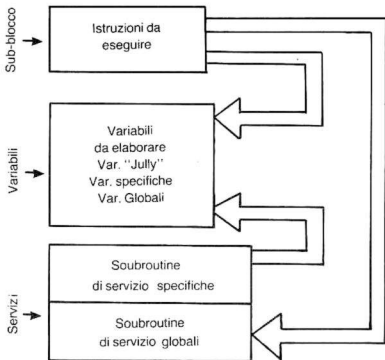 Sub-blocco
Istruzioni da
eseguire
Variabili
Variabili
da elaborare
Var. "Jully"
Var. specifiche
Var. Globali
Servizi
Soubroutine
di servizio specifiche
Soubroutine
di servizio globali